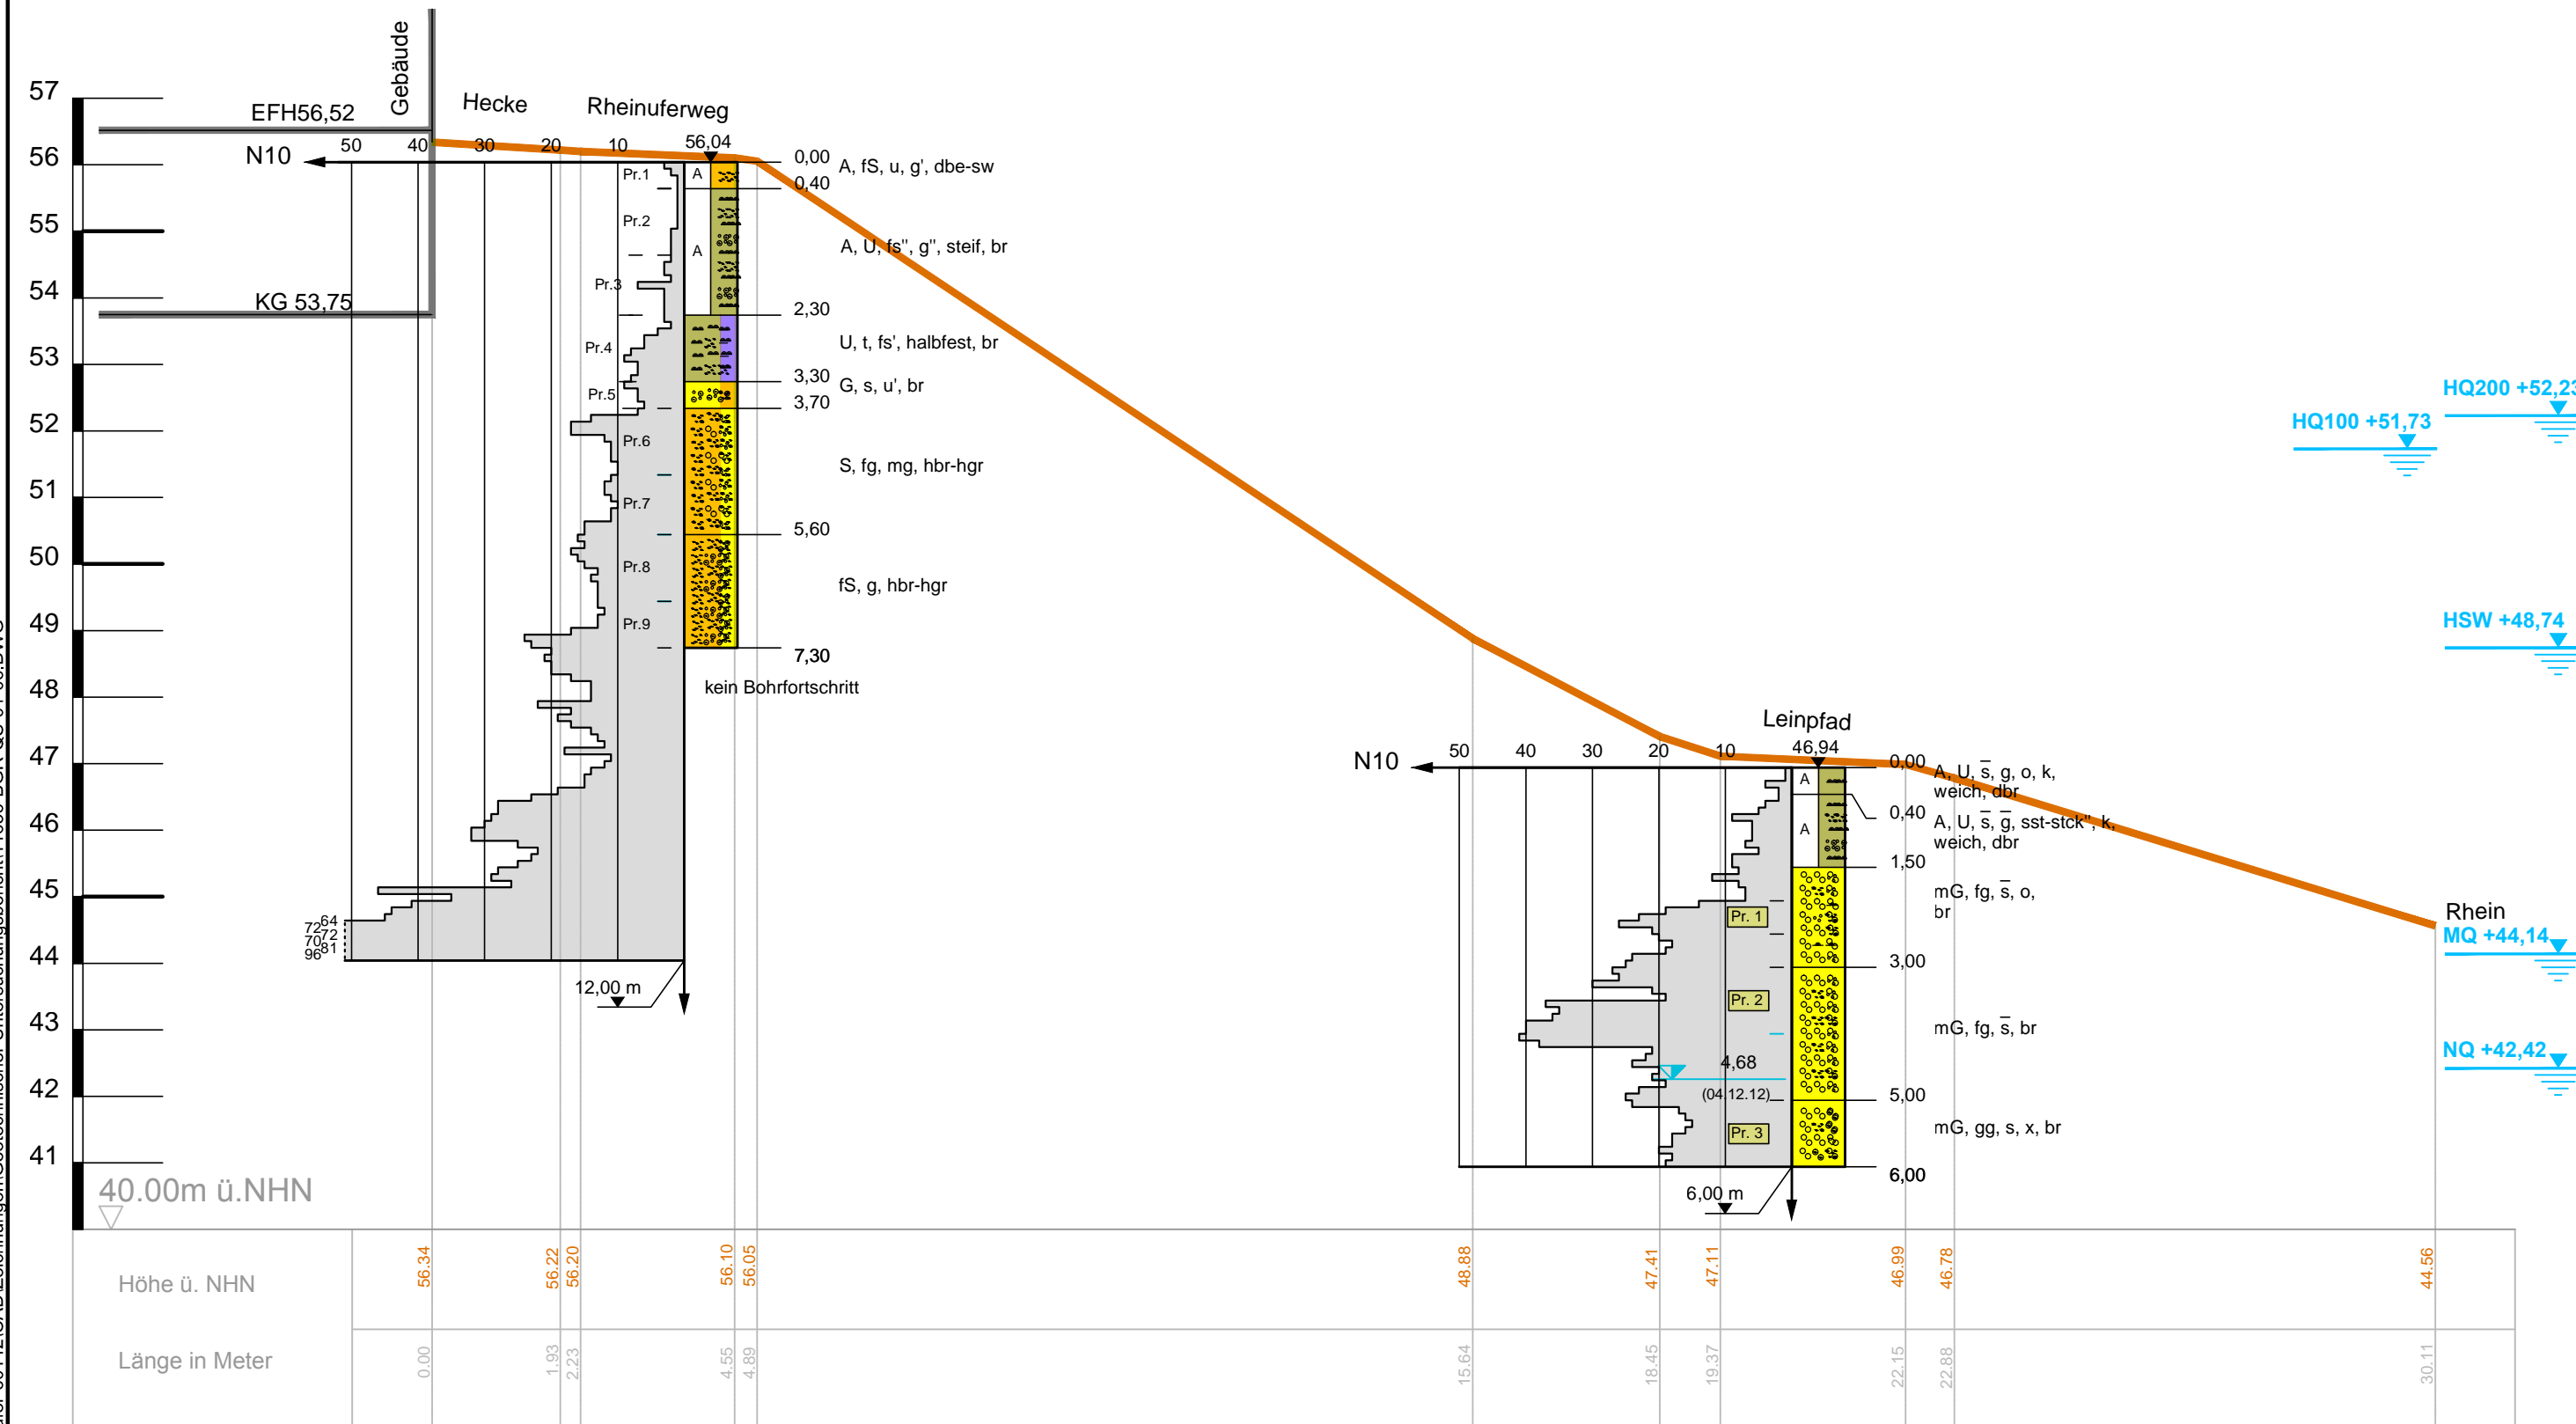 Gebäude
Hecke
Rheinuferweg
57
56
55
54
53
52
51
50
49
48
47
46
45
44
43
42
41
EFH56,52
KG 53,75
N10
50
40
30
20
10
56,04
Pr.1
Pr.2
Pr.3
Pr.4
Pr.5
Pr.6
Pr.7
Pr.8
Pr.9
A
A
0,00
0,40
2,30
3,30
3,70
5,60
7,30
A, fS, u, g', dbe-sw
A, U, fs", g", steif, br
U, t, fs', halbfest, br
G, s, u', br
S, fg, mg, hbr-hgr
fS, g, hbr-hgr
kein Bohrfortschritt
64
72
72
70
81
96
12,00 m
Leinpfad
N10
50
40
30
20
10
46,94
A
A
Pr. 1
Pr. 2
4,68
(04.12.12)
Pr. 3
6,00 m
0,00
0,40
1,50
3,00
5,00
6,00
A, U, s̅, g, o, k,
weich, dbr
A, U, s̅, g̅, sst-stck", k,
weich, dbr
mG, fg, s̅, o,
br
mG, fg, s̅, br
mG, gg, s, x, br
HQ200 +52,23
HQ100 +51,73
HSW +48,74
Rhein
MQ +44,14
NQ +42,42
40.00m ü.NHN
Höhe ü. NHN
56.34
56.22
56.20
56.10
56.05
48.88
47.41
47.11
46.99
46.78
44.56
Länge in Meter
0.00
1.93
2.23
4.55
4.89
15.64
18.45
19.37
22.15
22.88
30.11